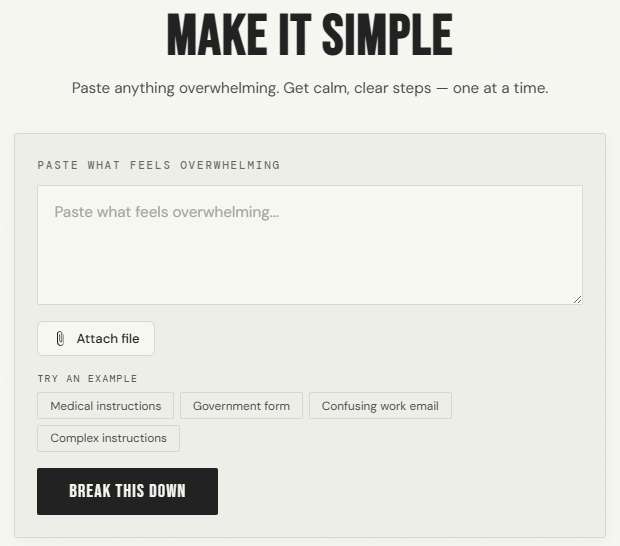 MAKE IT SIMPLE
Paste anything overwhelming. Get calm, clear steps — one at a time.
PASTE WHAT FEELS OVERWHELMING
Paste what feels overwhelming...
Attach file
TRY AN EXAMPLE
Medical instructions
Government form
Confusing work email
Complex instructions
BREAK THIS DOWN